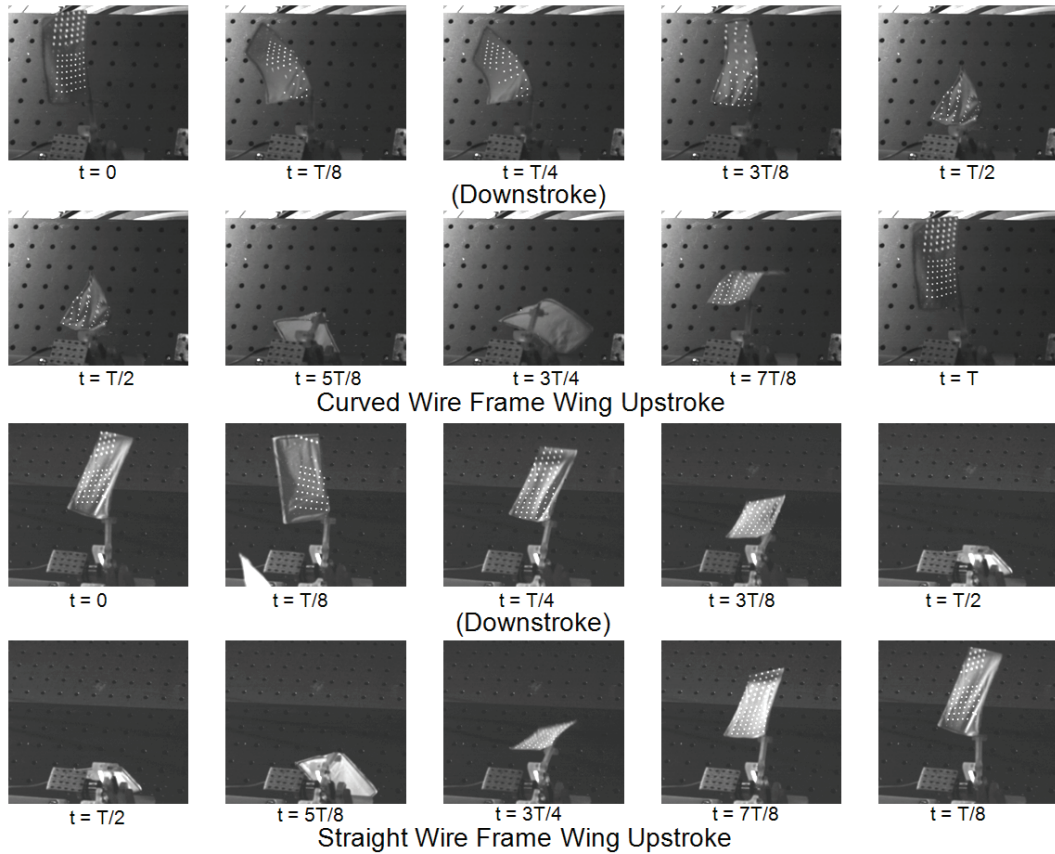 t = 0 t = T/8 t = T/4 t = 3T/8 t = T/2
(Downstroke)
t = T/2 t = 5T/8 t = 3T/4 t = 7T/8 t = T
Curved Wire Frame Wing Upstroke
t = 0 t = T/8 t = T/4 t = 3T/8 t = T/2
(Downstroke)
t = T/2 t = 5T/8 t = 3T/4 t = 7T/8 t = T/8
Straight Wire Frame Wing Upstroke